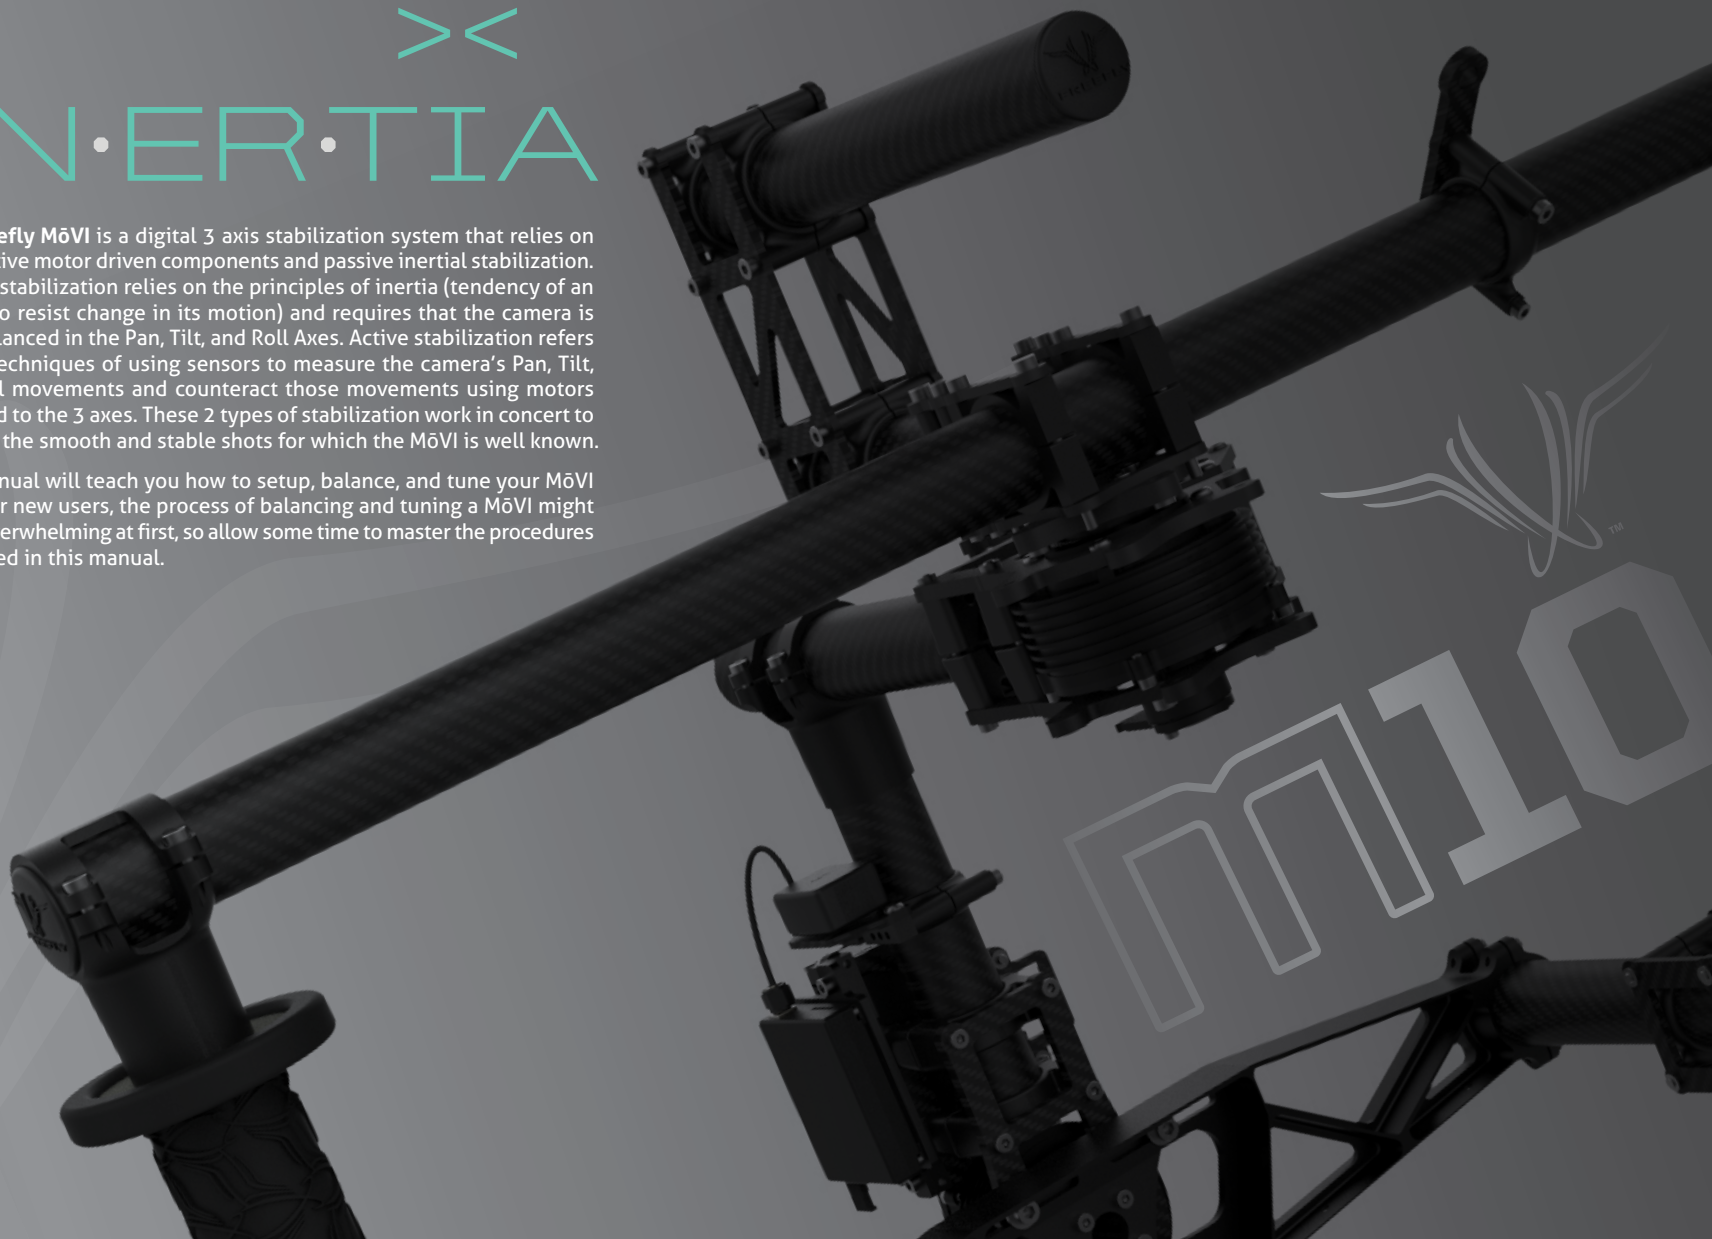 ><
N·ER·TIA
efly MōVI is a digital 3 axis stabilization system that relies on
ive motor driven components and passive inertial stabilization.
stabilization relies on the principles of inertia (tendency of an
o resist change in its motion) and requires that the camera is
lanced in the Pan, Tilt, and Roll Axes. Active stabilization refers
echniques of using sensors to measure the camera’s Pan, Tilt,
l movements and counteract those movements using motors
d to the 3 axes. These 2 types of stabilization work in concert to
the smooth and stable shots for which the MōVI is well known.
nual will teach you how to setup, balance, and tune your MōVI
r new users, the process of balancing and tuning a MōVI might
erwhelming at first, so allow some time to master the procedures
ed in this manual.
TM
M10